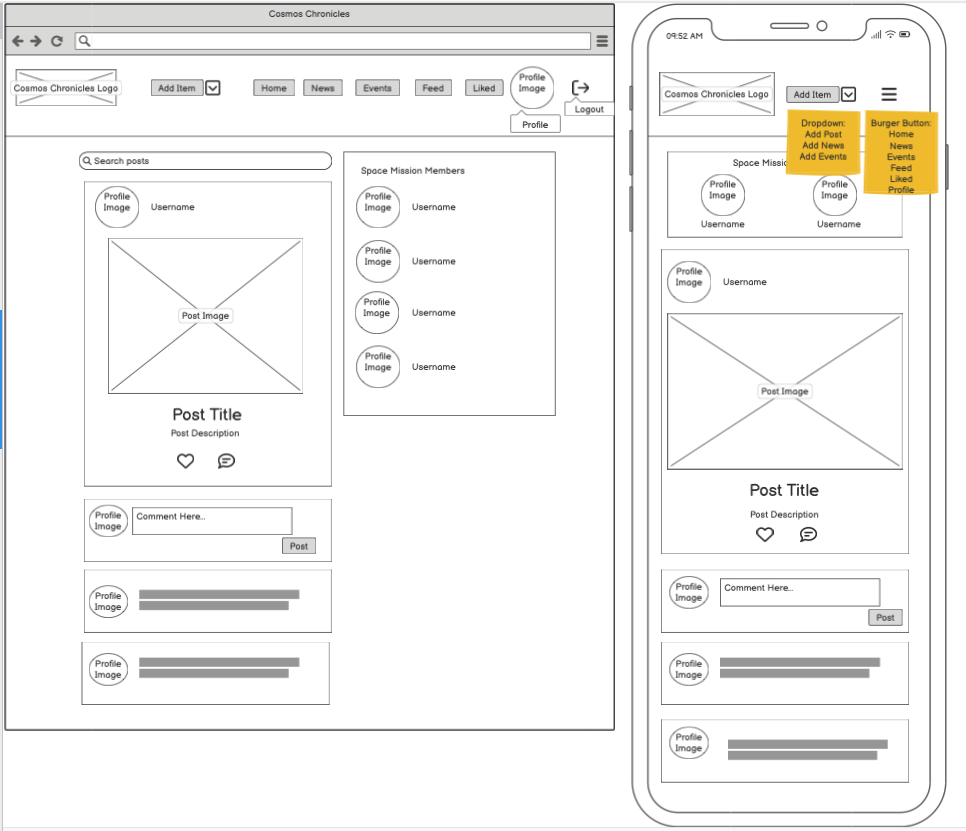 Cosmos Chronicles
Cosmos Chronicles Logo
Add Item
Home
News
Events
Feed
Liked
Profile
Image
Logout
Profile
Search posts
Profile
Image
Username
Post Image
Post Title
Post Description
Profile
Image
Comment Here...
Post
Profile
Image
Profile
Image
Space Mission Members
Profile
Image
Username
Profile
Image
Username
Profile
Image
Username
Profile
Image
Username
09:52 AM
Cosmos Chronicles Logo
Add Item
Dropdown:
Add Post
Add News
Add Events
Burger Button:
Home
News
Events
Feed
Liked
Profile
Space
Profile
Image
Username
Profile
Image
Username
Profile
Image
Username
Post Image
Post Title
Post Description
Profile
Image
Comment Here...
Post
Profile
Image
Profile
Image